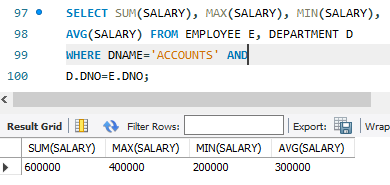 97 SELECT SUM(SALARY), MAX(SALARY), MIN(SALARY),
98 AVG(SALARY) FROM EMPLOYEE E, DEPARTMENT D
99 WHERE DNAME='ACCOUNTS' AND
100 D.DNO=E.DNO;
Result Grid Filter Rows: Export: Wrap
SUM(SALARY) MAX(SALARY) MIN(SALARY) AVG(SALARY)
600000 400000 200000 300000